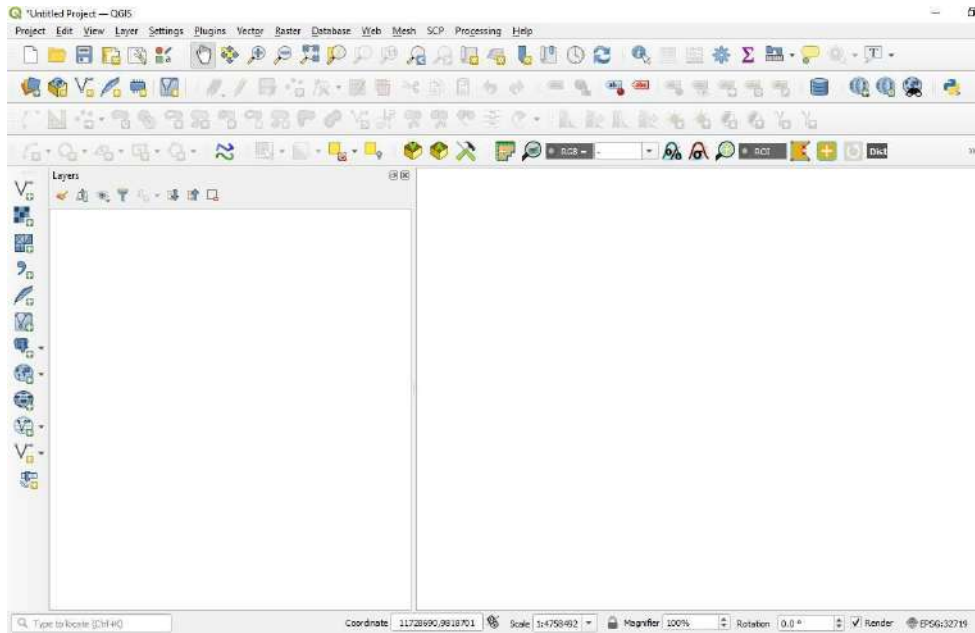 *Untitled Project — QGIS
Project Edit View Layer Settings Plugins Vector Raster Database Web Mesh SCP Processing Help
RGB = - ROI Dist
Layers
Type to locate (Ctrl+K) Coordinate 11728690,9818701 Scale 1:4758492 Magnifier 100% Rotation 0.0 ° Render EPSG:32719